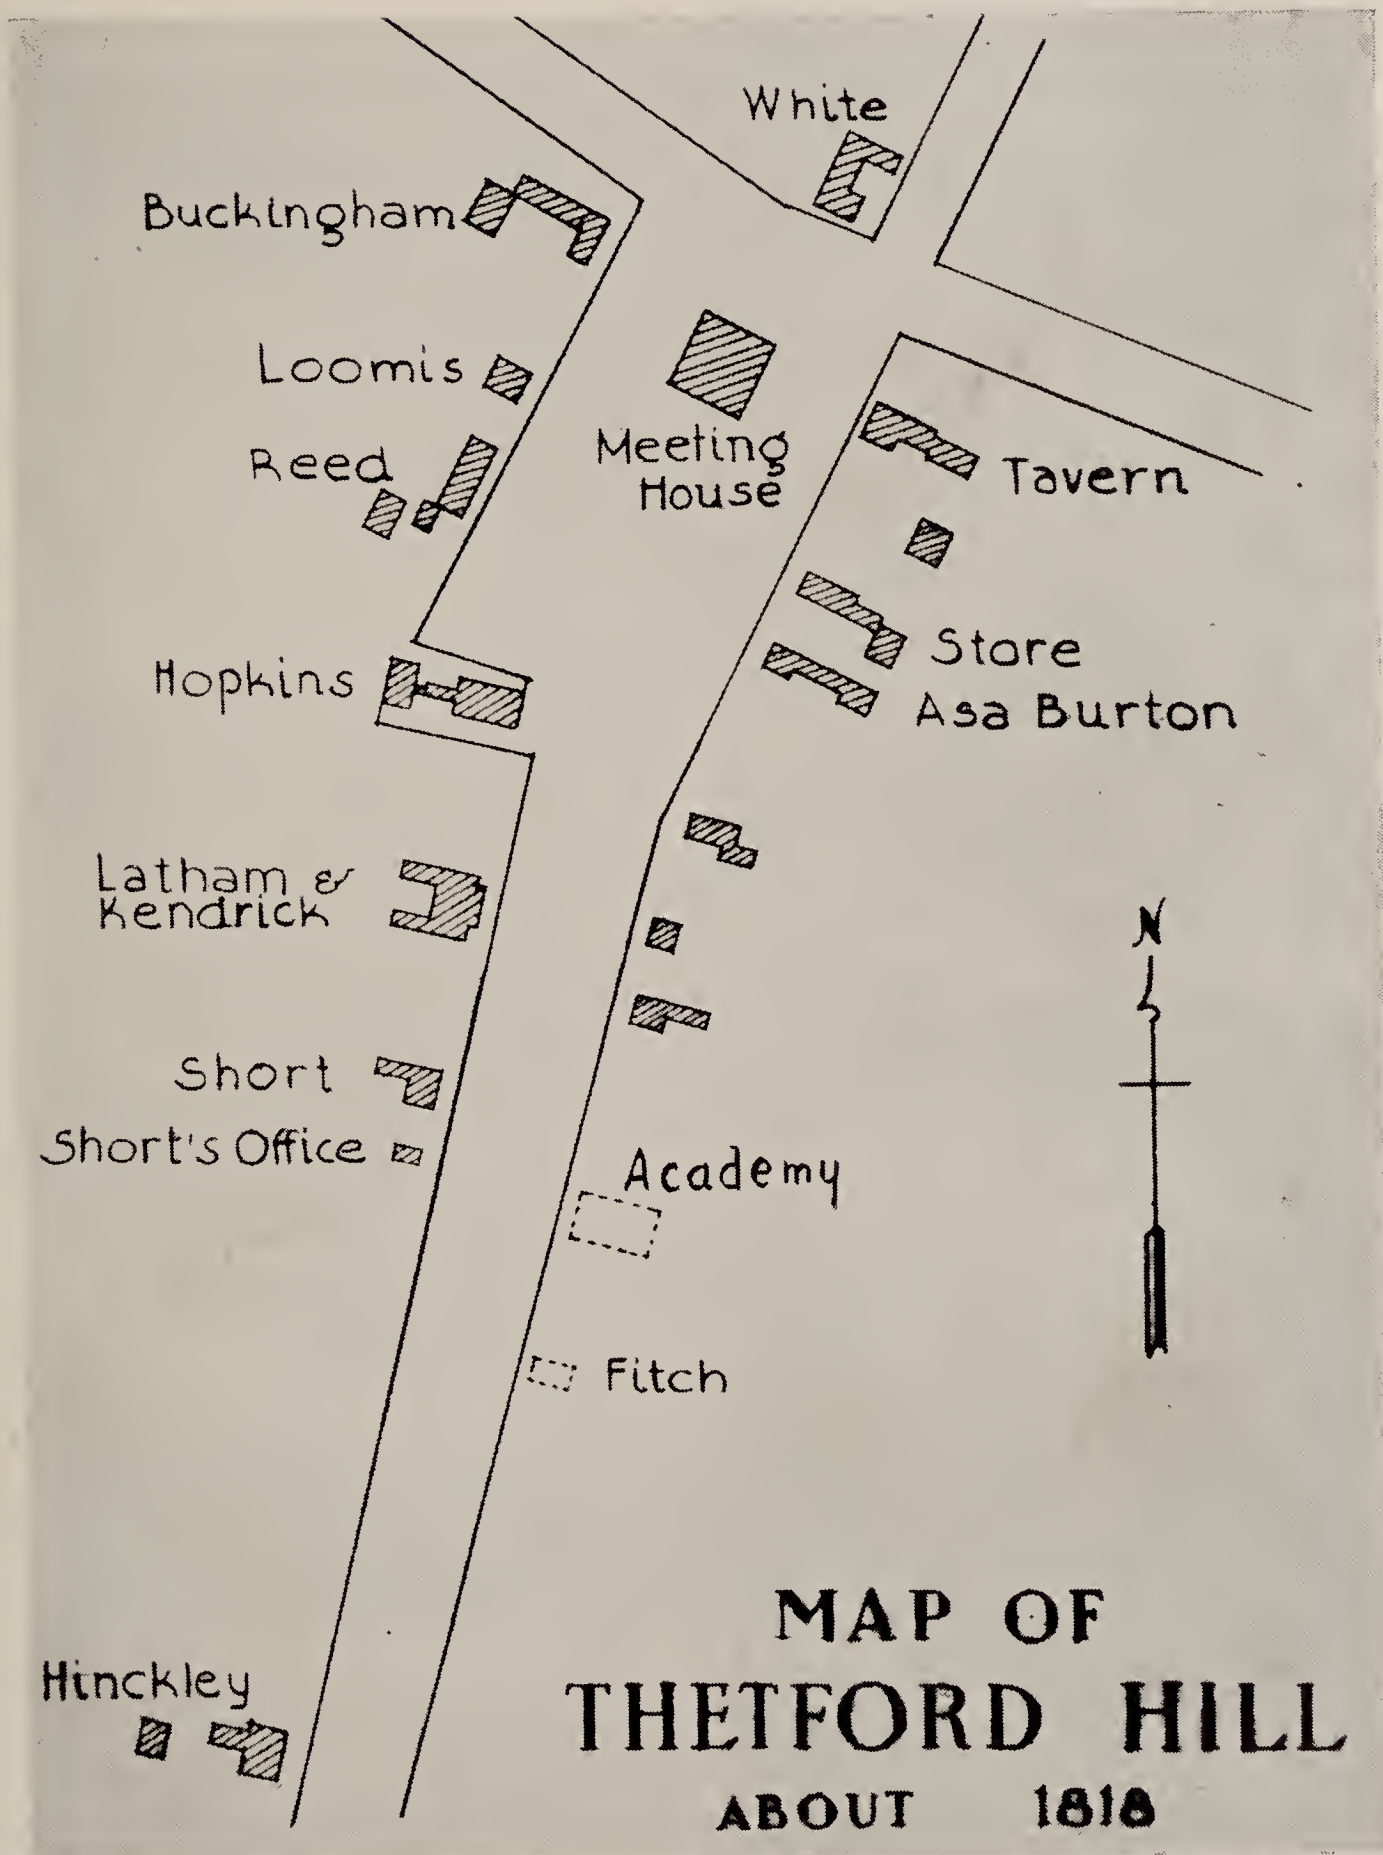 White
Buckingham
Loomis
Reed
Meeting
House
Tavern
Store
Hopkins
Asa Burton
Latham &
Kendrick
N
Short
Short's Office
Academy
Fitch
Hinckley
MAP OF
THETFORD HILL
ABOUT 1818